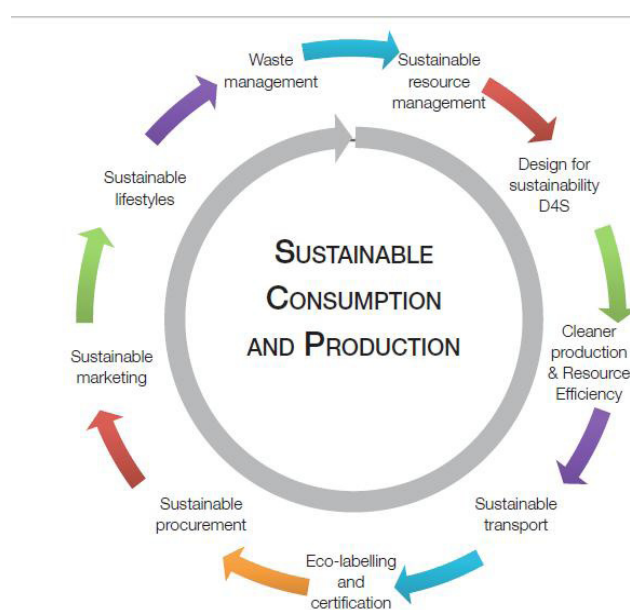 Waste
management
Sustainable
resource
management
Design for
sustainability
D4S
Cleaner
production
& Resource
Efficiency
Sustainable
transport
Eco-labelling
and
certification
Sustainable
procurement
Sustainable
marketing
Sustainable
lifestyles
SUSTAINABLE
CONSUMPTION
AND PRODUCTION